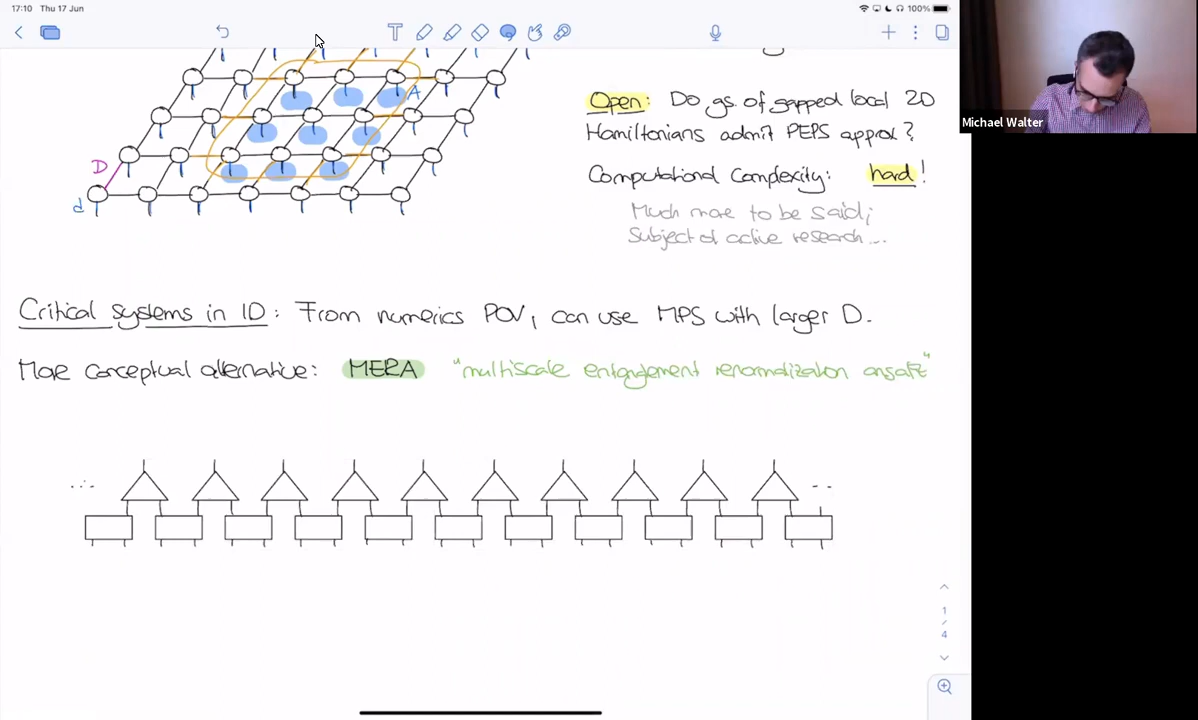 17:10 Thu 17 Jun
100%
Michael Walter
A
D
d
Open: Do gs. of gapped local 2D
Hamiltonians admit PEPS approx?
Computational Complexity: hard!
Much more to be said;
Subject of active research...
Critical systems in 1D: From numerics POV, can use MPS with larger D.
More conceptual alternative: MERA "multiscale entanglement renormalization ansatz"
1
/
4